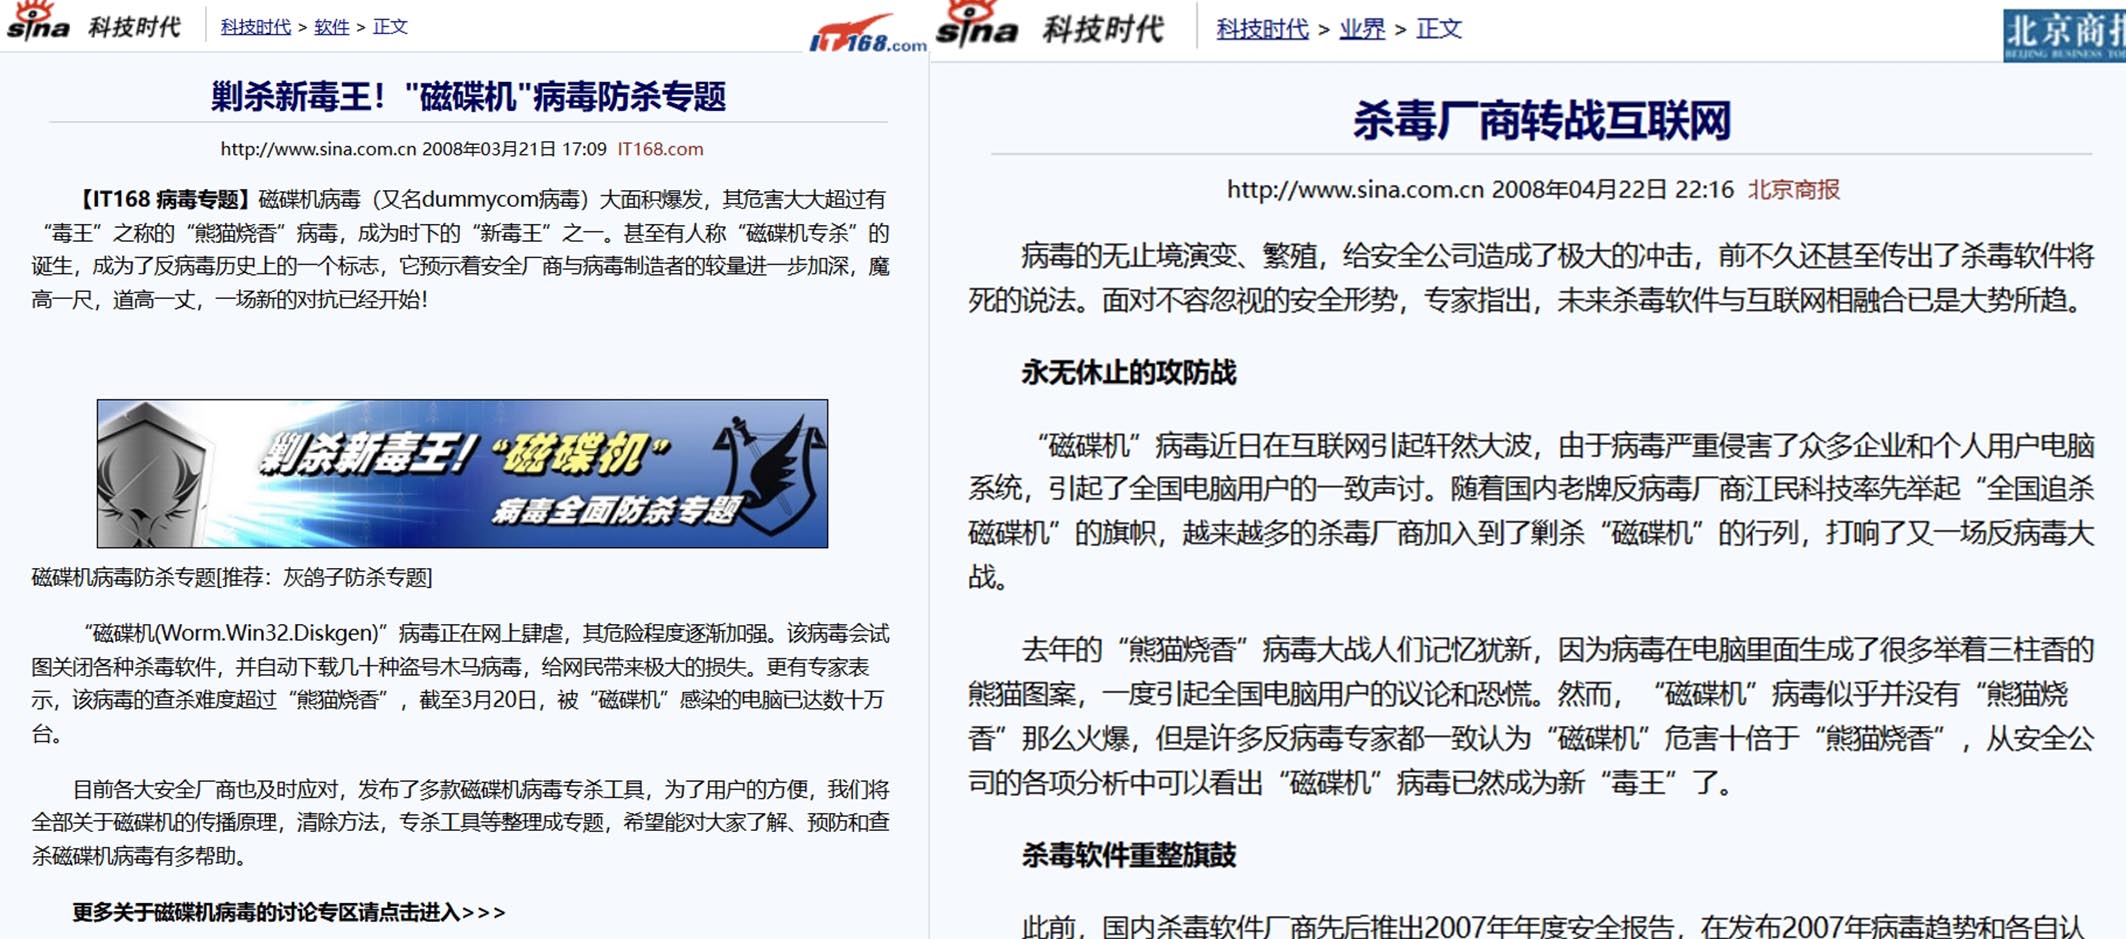 sina 科技时代 科技时代 > 软件 > 正文
IT168.com
剿杀新毒王！"磁碟机"病毒防杀专题
http://www.sina.com.cn 2008年03月21日 17:09 IT168.com
【IT168 病毒专题】磁碟机病毒（又名dummycom病毒）大面积爆发，其危害大大超过有
“毒王”之称的“熊猫烧香”病毒，成为时下的“新毒王”之一。甚至有人称“磁碟机专杀”的
诞生，成为了反病毒历史上的一个标志，它预示着安全厂商与病毒制造者的较量进一步加深，魔
高一尺，道高一丈，一场新的对抗已经开始！
剿杀新毒王！“磁碟机”
病毒全面防杀专题
磁碟机病毒防杀专题[推荐：灰鸽子防杀专题]
“磁碟机(Worm.Win32.Diskgen)”病毒正在网上肆虐，其危险程度逐渐加强。该病毒会试
图关闭各种杀毒软件，并自动下载几十种盗号木马病毒，给网民带来极大的损失。更有专家表
示，该病毒的查杀难度超过“熊猫烧香”，截至3月20日，被“磁碟机”感染的电脑已达数十万
台。
目前各大安全厂商也及时应对，发布了多款磁碟机病毒专杀工具，为了用户的方便，我们将
全部关于磁碟机的传播原理，清除方法，专杀工具等整理成专题，希望能对大家了解、预防和查
杀磁碟机病毒有多帮助。
更多关于磁碟机病毒的讨论专区请点击进入>>>
sina 科技时代 科技时代 > 业界 > 正文
北京商报
BEIJING BUSINESS
杀毒厂商转战互联网
http://www.sina.com.cn 2008年04月22日 22:16 北京商报
病毒的无止境演变、繁殖，给安全公司造成了极大的冲击，前不久还甚至传出了杀毒软件将
死的说法。面对不容忽视的安全形势，专家指出，未来杀毒软件与互联网相融合已是大势所趋。
永无休止的攻防战
“磁碟机”病毒近日在互联网引起轩然大波，由于病毒严重侵害了众多企业和个人用户电脑
系统，引起了全国电脑用户的一致声讨。随着国内老牌反病毒厂商江民科技率先举起“全国追杀
磁碟机”的旗帜，越来越多的杀毒厂商加入到了剿杀“磁碟机”的行列，打响了又一场反病毒大
战。
去年的“熊猫烧香”病毒大战人们记忆犹新，因为病毒在电脑里面生成了很多举着三柱香的
熊猫图案，一度引起全国电脑用户的议论和恐慌。然而，“磁碟机”病毒似乎并没有“熊猫烧
香”那么火爆，但是许多反病毒专家都一致认为“磁碟机”危害十倍于“熊猫烧香”，从安全公
司的各项分析中可以看出“磁碟机”病毒已然成为新“毒王”了。
杀毒软件重整旗鼓
此前，国内杀毒软件厂商先后推出2007年年度安全报告，在发布2007年病毒趋势和各自认